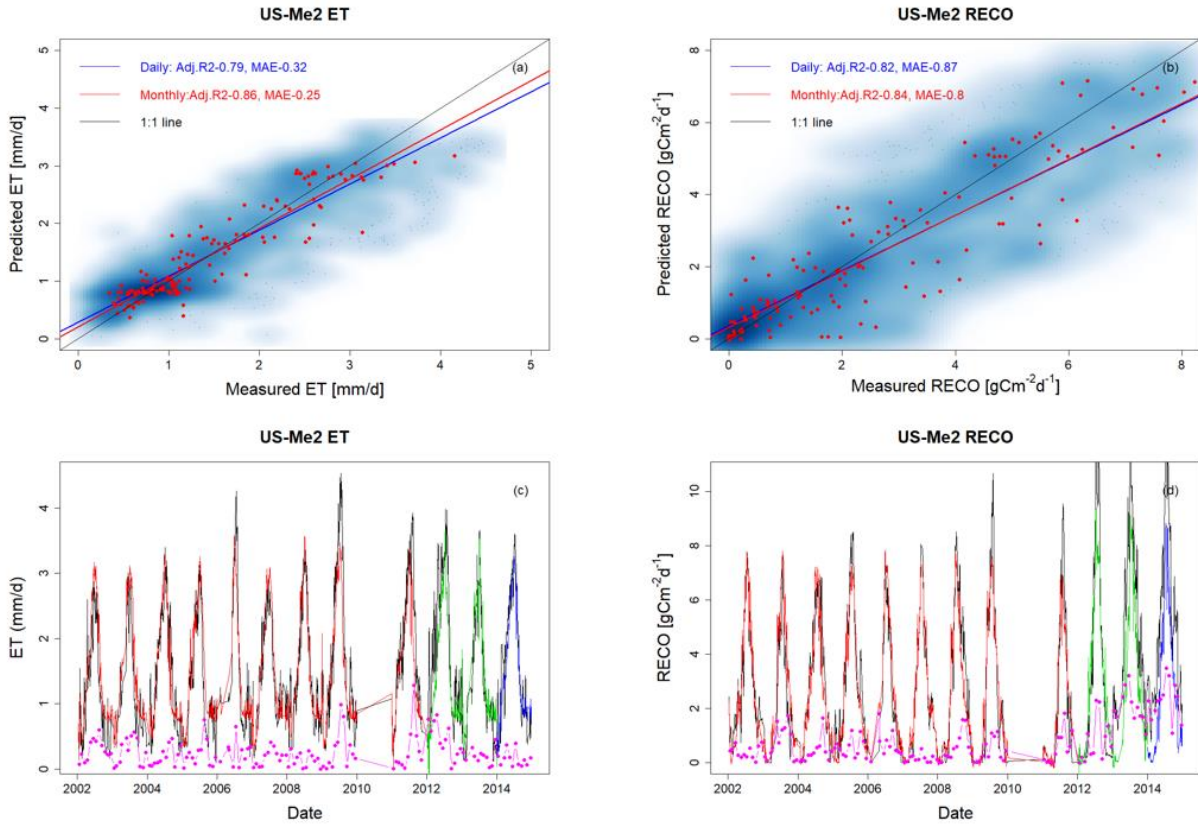 US-Me2 ET
Daily: Adj.R2-0.79, MAE-0.32
Monthly:Adj.R2-0.86, MAE-0.25
1:1 line
(a)
Predicted ET [mm/d]
5
4
3
2
1
0
0 1 2 3 4 5
Measured ET [mm/d]
US-Me2 RECO
Daily: Adj.R2-0.82, MAE-0.87
Monthly:Adj.R2-0.84, MAE-0.8
1:1 line
(b)
Predicted RECO [gCm⁻²d⁻¹]
8
6
4
2
0
0 2 4 6 8
Measured RECO [gCm⁻²d⁻¹]
US-Me2 ET
(c)
ET (mm/d)
4
3
2
1
0
2002 2004 2006 2008 2010 2012 2014
Date
US-Me2 RECO
(d)
RECO [gCm⁻²d⁻¹]
10
8
6
4
2
0
2002 2004 2006 2008 2010 2012 2014
Date